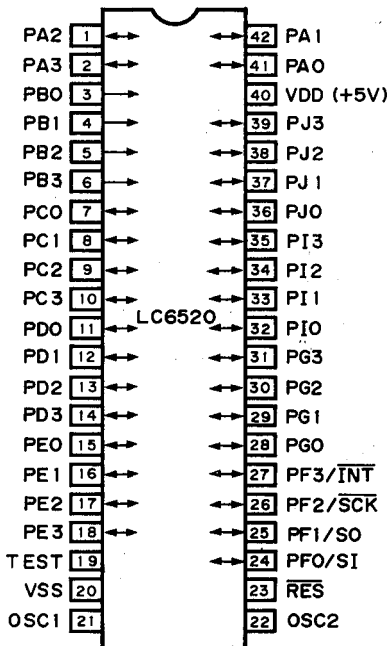 PA2 1 42 PA1
PA3 2 41 PA0
PB0 3 40 VDD (+5V)
PB1 4 39 PJ3
PB2 5 38 PJ2
PB3 6 37 PJ1
PC0 7 36 PJ0
PC1 8 35 PI3
PC2 9 34 PI2
PC3 10 33 PI1
LC6520
PD0 11 32 PI0
PD1 12 31 PG3
PD2 13 30 PG2
PD3 14 29 PG1
PE0 15 28 PG0
PE1 16 27 PF3/INT
PE2 17 26 PF2/SCK
PE3 18 25 PF1/SO
TEST 19 24 PF0/SI
VSS 20 23 RES
OSC1 21 22 OSC2